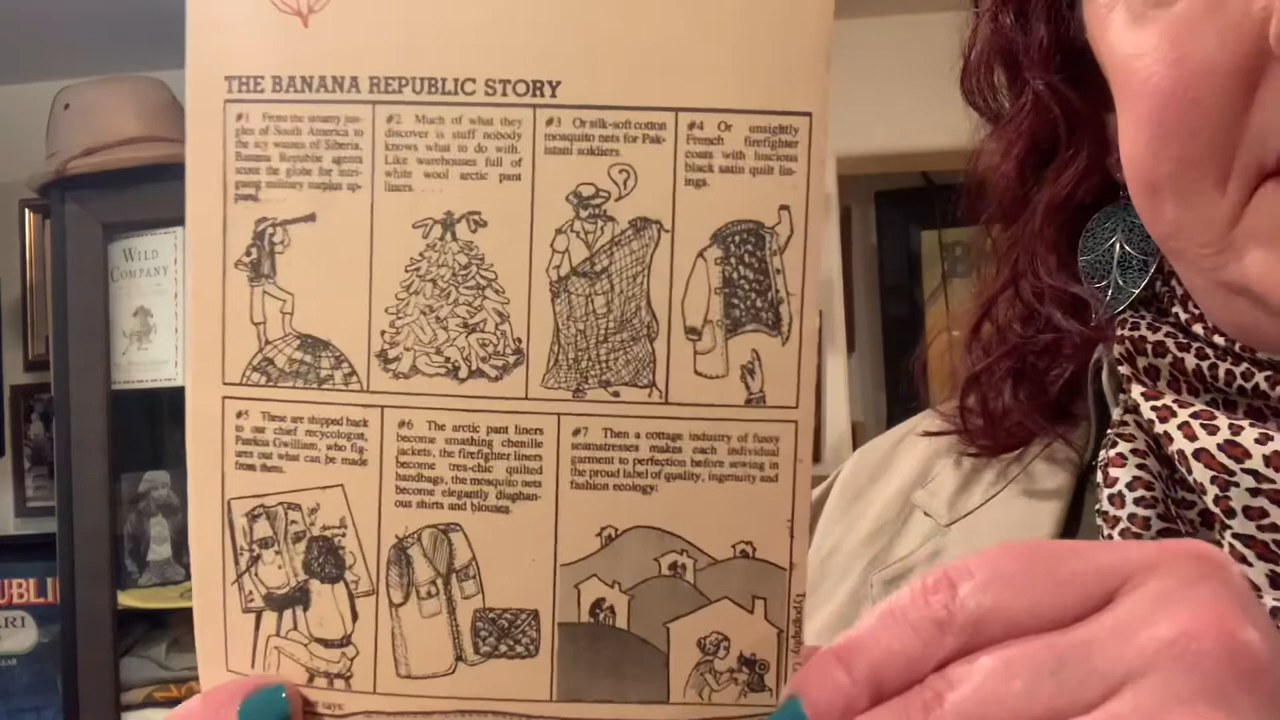 THE BANANA REPUBLIC STORY
#1 From the steamy jun-
gles of South America to
the icy wastes of Siberia,
Banana Republic agents
scour the globe for intri-
guing military surplus ap-
parel.
#2 Much of what they
discover is stuff nobody
knows what to do with.
Like warehouses full of
white wool arctic pant
liners. . . .
#3 Or silk-soft cotton
mosquito nets for Pak-
istani soldiers.
?
#4 Or unsightly
French firefighter
coats with luscious
black satin quilt lin-
ings.
#5 These are shipped back
to our chief recycologist,
Patricia Gwilliam, who fig-
ures out what can be made
from them.
#6 The arctic pant liners
become smashing chenille
jackets, the firefighter liners
become tres-chic quilted
handbags, the mosquito nets
become elegantly diaphan-
ous shirts and blouses.
#7 Then a cottage industry of fussy
seamstresses makes each individual
garment to perfection before sewing in
the proud label of quality, ingenuity and
fashion ecology:
says:
WILD
COMPANY
UBLI
ARI